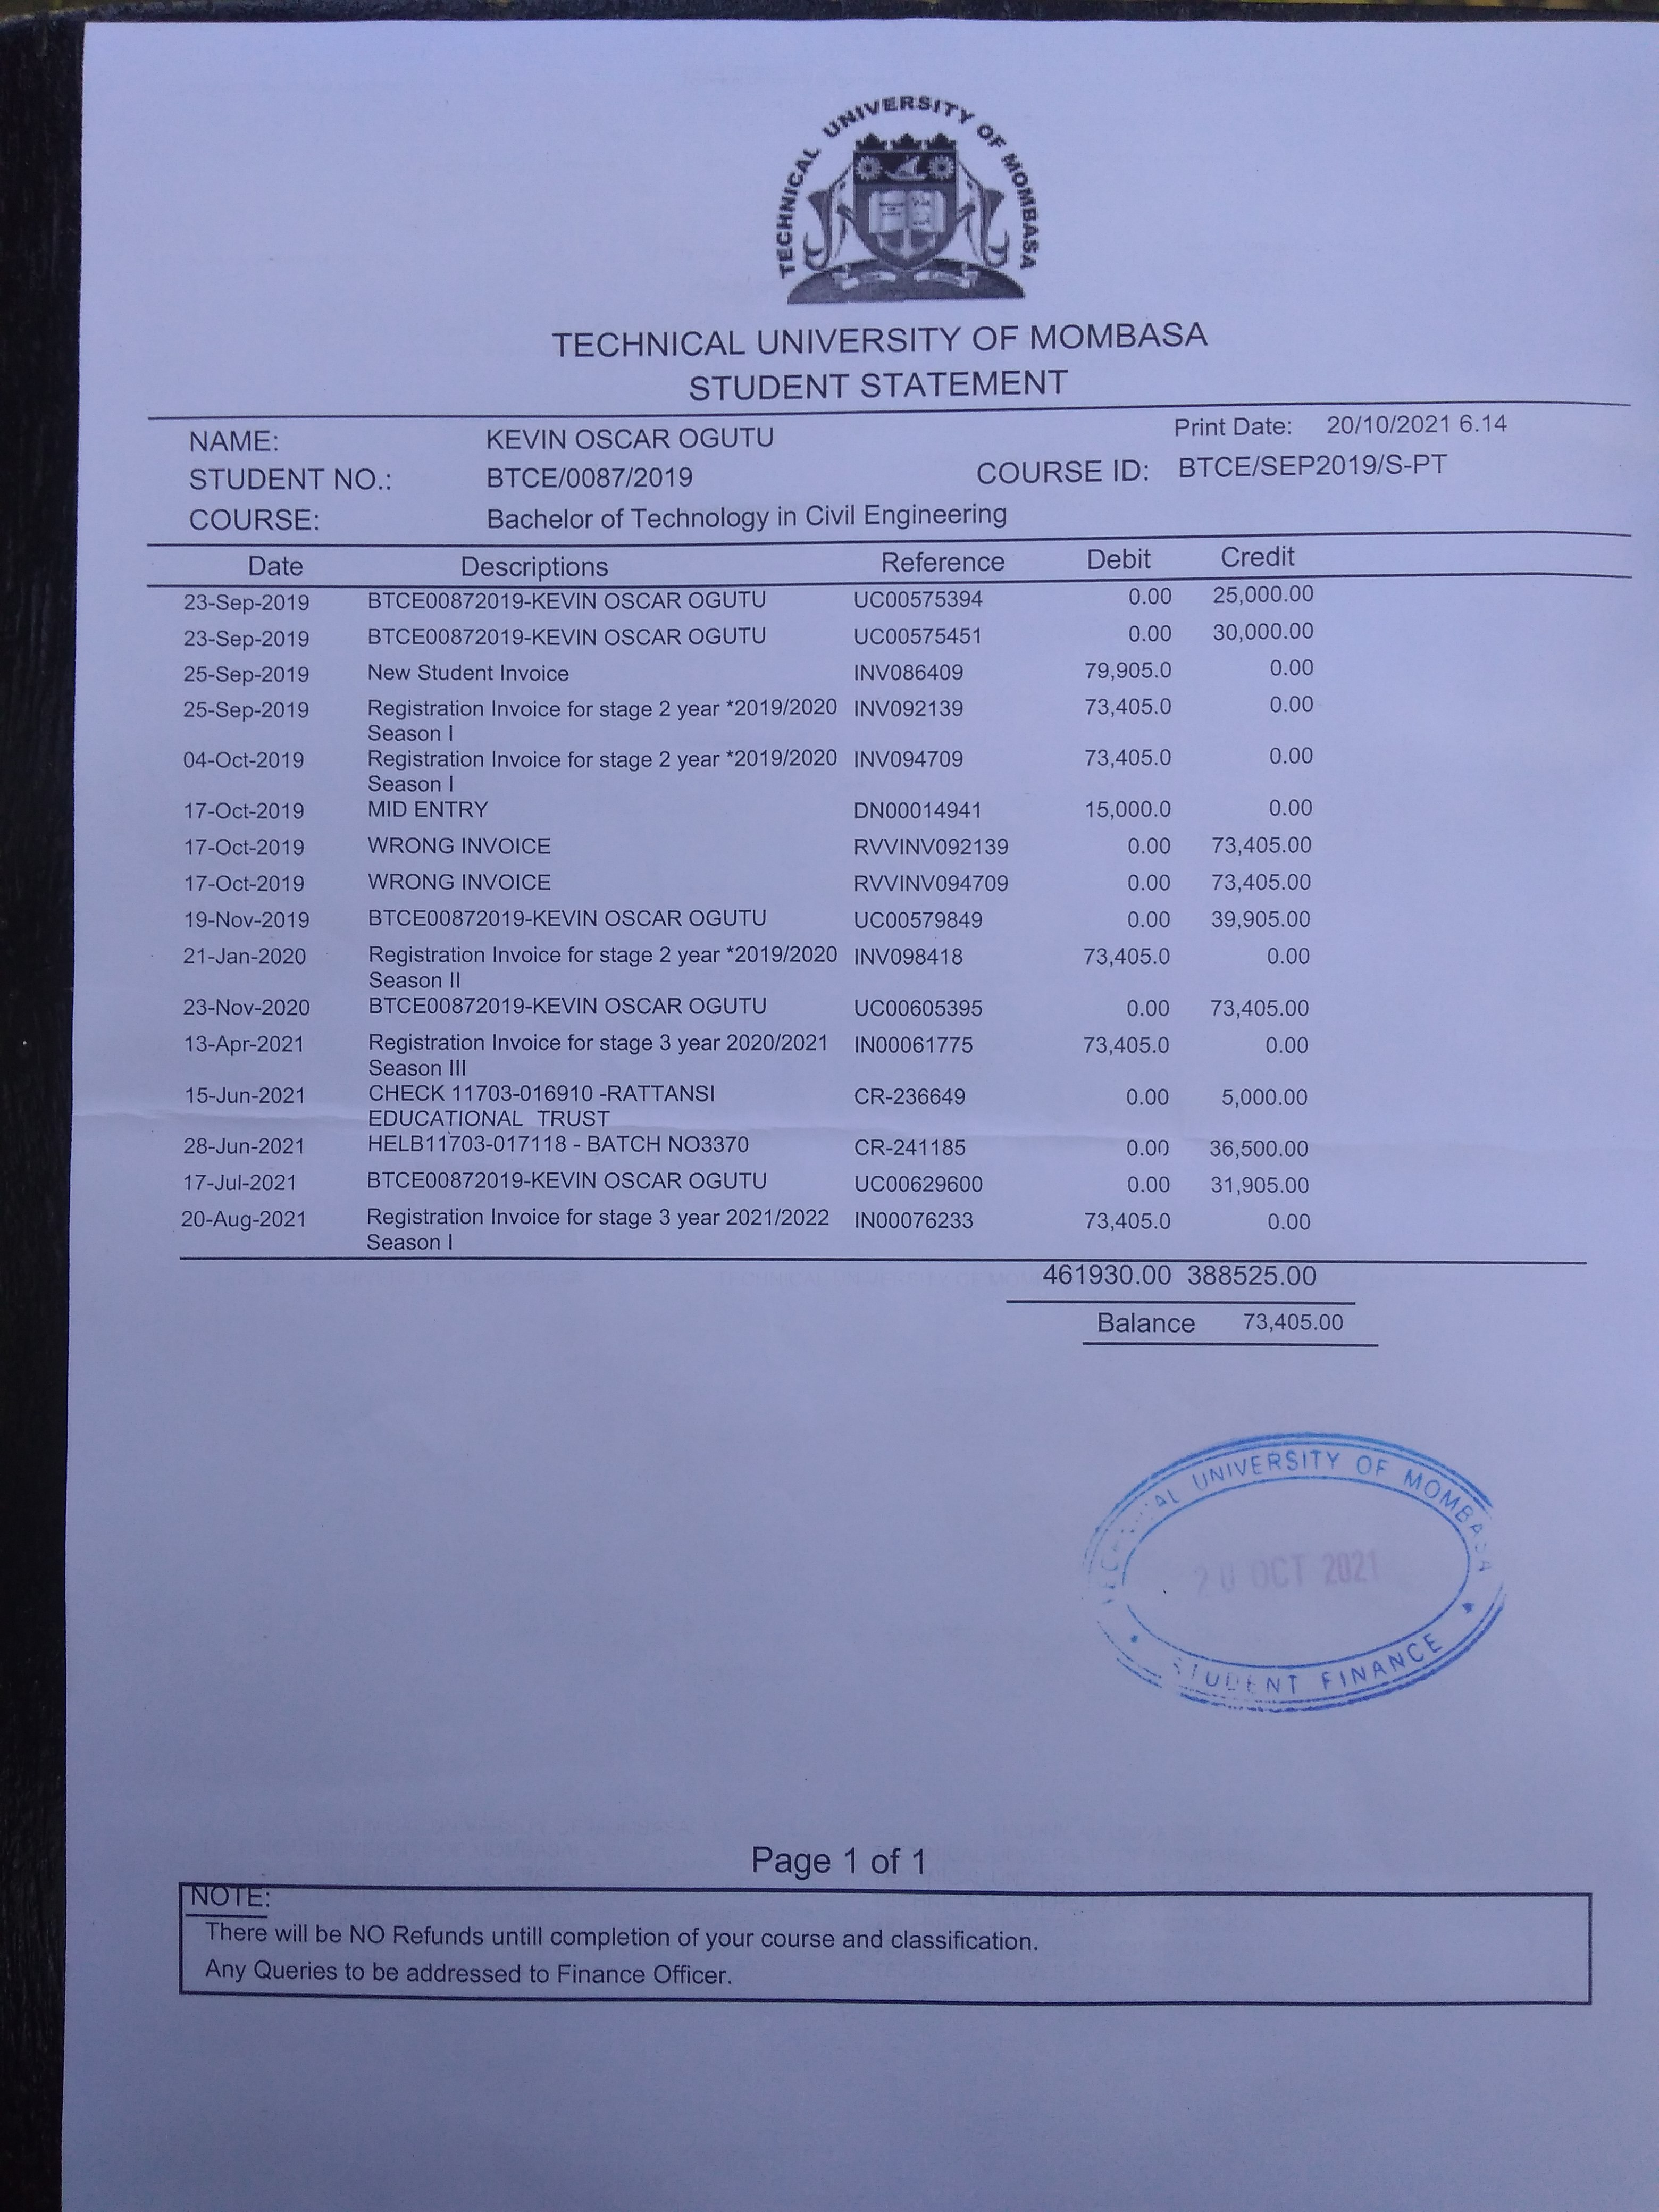 TECHNICAL UNIVERSITY OF MOMBASA
TECHNICAL UNIVERSITY OF MOMBASA
STUDENT STATEMENT
Print Date: 20/10/2021 6.14
NAME: KEVIN OSCAR OGUTU
STUDENT NO.: BTCE/0087/2019 COURSE ID: BTCE/SEP2019/S-PT
COURSE: Bachelor of Technology in Civil Engineering
Date Descriptions Reference Debit Credit
23-Sep-2019 BTCE00872019-KEVIN OSCAR OGUTU UC00575394 0.00 25,000.00
23-Sep-2019 BTCE00872019-KEVIN OSCAR OGUTU UC00575451 0.00 30,000.00
25-Sep-2019 New Student Invoice INV086409 79,905.0 0.00
25-Sep-2019 Registration Invoice for stage 2 year *2019/2020 INV092139 73,405.0 0.00
Season I
04-Oct-2019 Registration Invoice for stage 2 year *2019/2020 INV094709 73,405.0 0.00
Season I
17-Oct-2019 MID ENTRY DN00014941 15,000.0 0.00
17-Oct-2019 WRONG INVOICE RVVINV092139 0.00 73,405.00
17-Oct-2019 WRONG INVOICE RVVINV094709 0.00 73,405.00
19-Nov-2019 BTCE00872019-KEVIN OSCAR OGUTU UC00579849 0.00 39,905.00
21-Jan-2020 Registration Invoice for stage 2 year *2019/2020 INV098418 73,405.0 0.00
Season II
23-Nov-2020 BTCE00872019-KEVIN OSCAR OGUTU UC00605395 0.00 73,405.00
13-Apr-2021 Registration Invoice for stage 3 year 2020/2021 IN00061775 73,405.0 0.00
Season III
15-Jun-2021 CHECK 11703-016910 -RATTANSI CR-236649 0.00 5,000.00
EDUCATIONAL TRUST
28-Jun-2021 HELB11703-017118 - BATCH NO3370 CR-241185 0.00 36,500.00
17-Jul-2021 BTCE00872019-KEVIN OSCAR OGUTU UC00629600 0.00 31,905.00
20-Aug-2021 Registration Invoice for stage 3 year 2021/2022 IN00076233 73,405.0 0.00
Season I
461930.00 388525.00
Balance 73,405.00
UNIVERSITY OF MOMBASA
20 OCT 2021
STUDENT FINANCE
Page 1 of 1
NOTE:
There will be NO Refunds untill completion of your course and classification.
Any Queries to be addressed to Finance Officer.